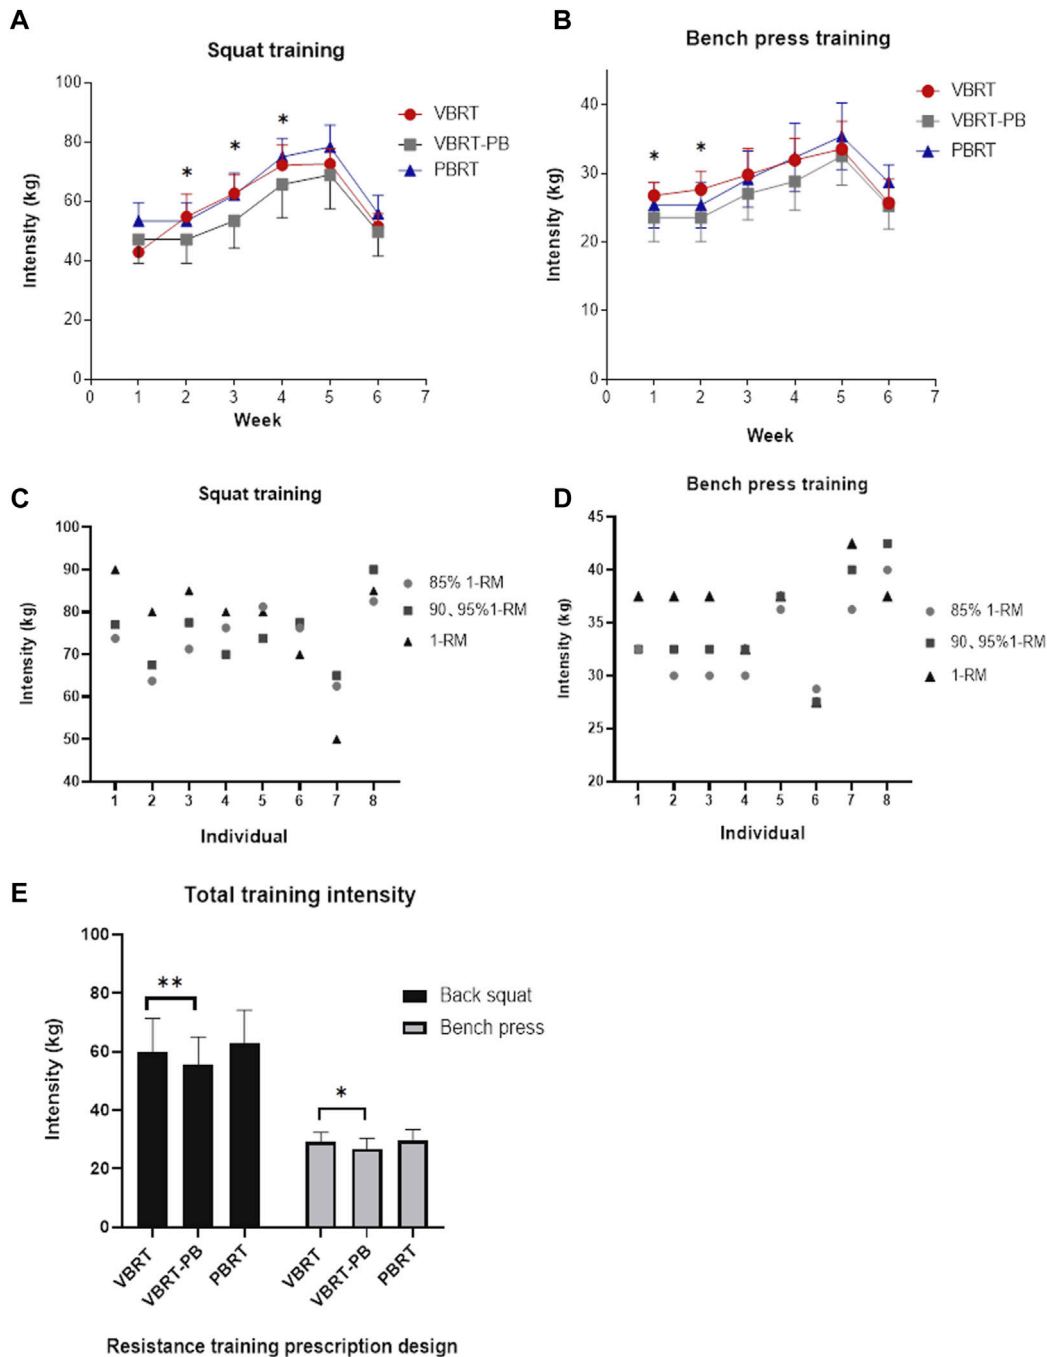 A
Squat training
100
80
60
40
20
0
Intensity (kg)
* * *
VBRT
VBRT-PB
PBRT
0 1 2 3 4 5 6 7
Week
B
Bench press training
40
30
20
10
0
Intensity (kg)
* *
VBRT
VBRT-PB
PBRT
0 1 2 3 4 5 6 7
Week
C
Squat training
100
90
80
70
60
50
40
Intensity (kg)
85% 1-RM
90、95%1-RM
1-RM
1 2 3 4 5 6 7 8
Individual
D
Bench press training
45
40
35
30
25
20
Intensity (kg)
85% 1-RM
90、95%1-RM
1-RM
1 2 3 4 5 6 7 8
Individual
E
Total training intensity
100
80
60
40
20
0
Intensity (kg)
**
*
Back squat
Bench press
VBRT VBRT-PB PBRT VBRT VBRT-PB PBRT
Resistance training prescription design